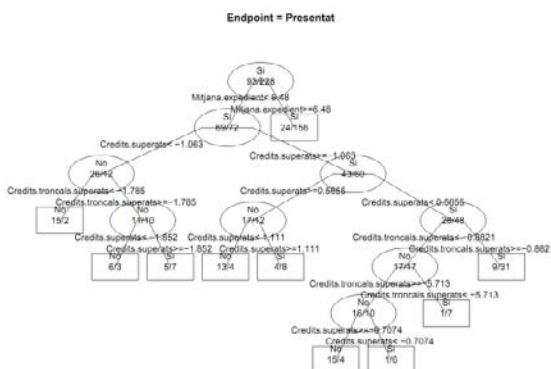 Endpoint = Presentat
Si
93/228
Mitjana.expedient< 6.48
Mitjana.expedient>=6.48
Si
69/72
Si
24/156
Credits.superats< −1.063
Credits.superats>=−1.063
No
26/12
Si
43/60
Credits.troncals.superats< −1.785
Credits.troncals.superats>=−1.785
Credits.superats>=0.5655
Credits.superats< 0.5655
No
15/2
No
11/10
No
17/12
Si
26/48
Credits.superats< −1.852
Credits.superats>=−1.852
Credits.superats< 1.111
Credits.superats>=1.111
Credits.troncals.superats< −0.8821
Credits.troncals.superats>=−0.8821
No
6/3
Si
5/7
No
13/4
Si
4/8
No
17/17
Si
9/31
Credits.troncals.superats>=−5.713
Credits.troncals.superats< −5.713
No
16/10
Si
1/7
Credits.superats>=−0.7074
Credits.superats< −0.7074
No
15/4
Si
1/6